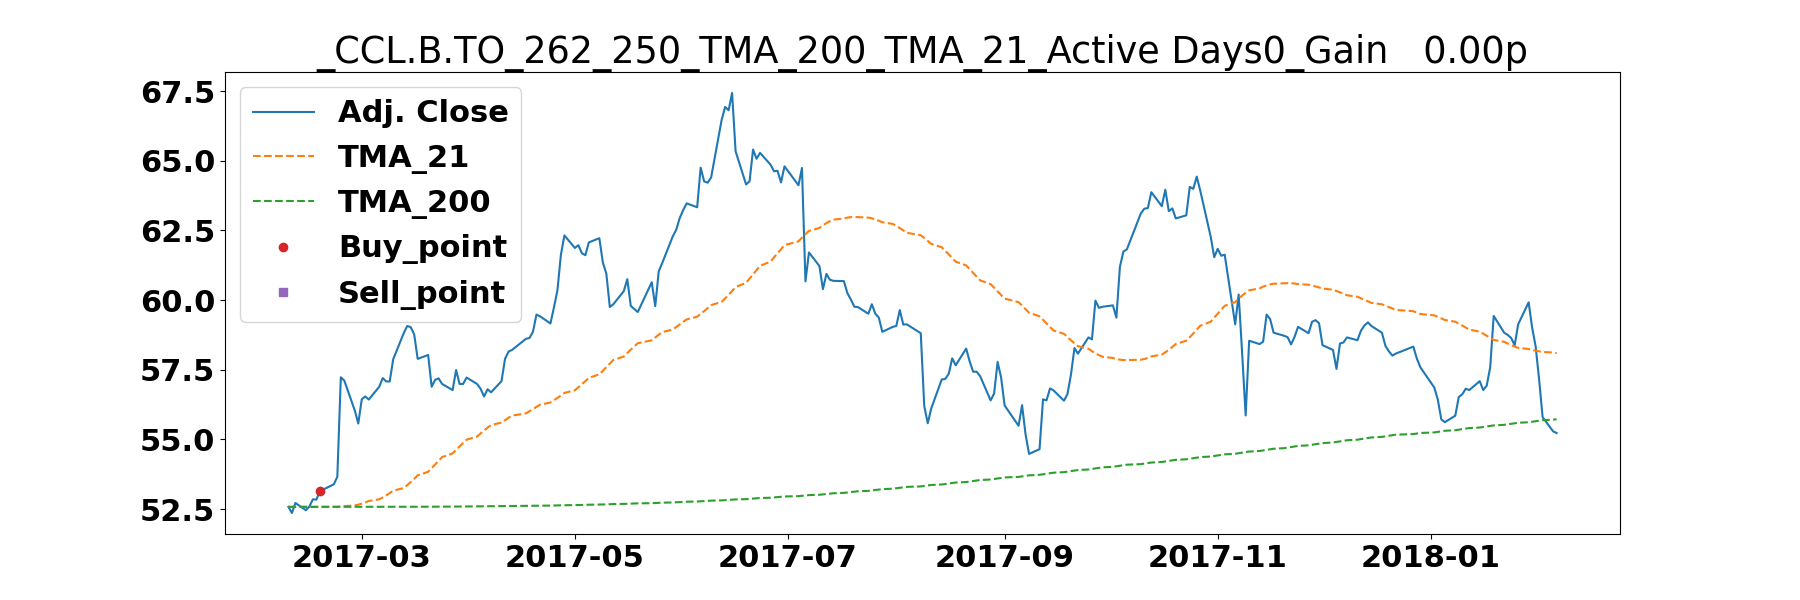 _CCL.B.TO_262_250_TMA_200_TMA_21_Active Days0_Gain   0.00p
67.5
65.0
62.5
60.0
57.5
55.0
52.5
Adj. Close
TMA_21
TMA_200
Buy_point
Sell_point
2017-03 2017-05 2017-07 2017-09 2017-11 2018-01